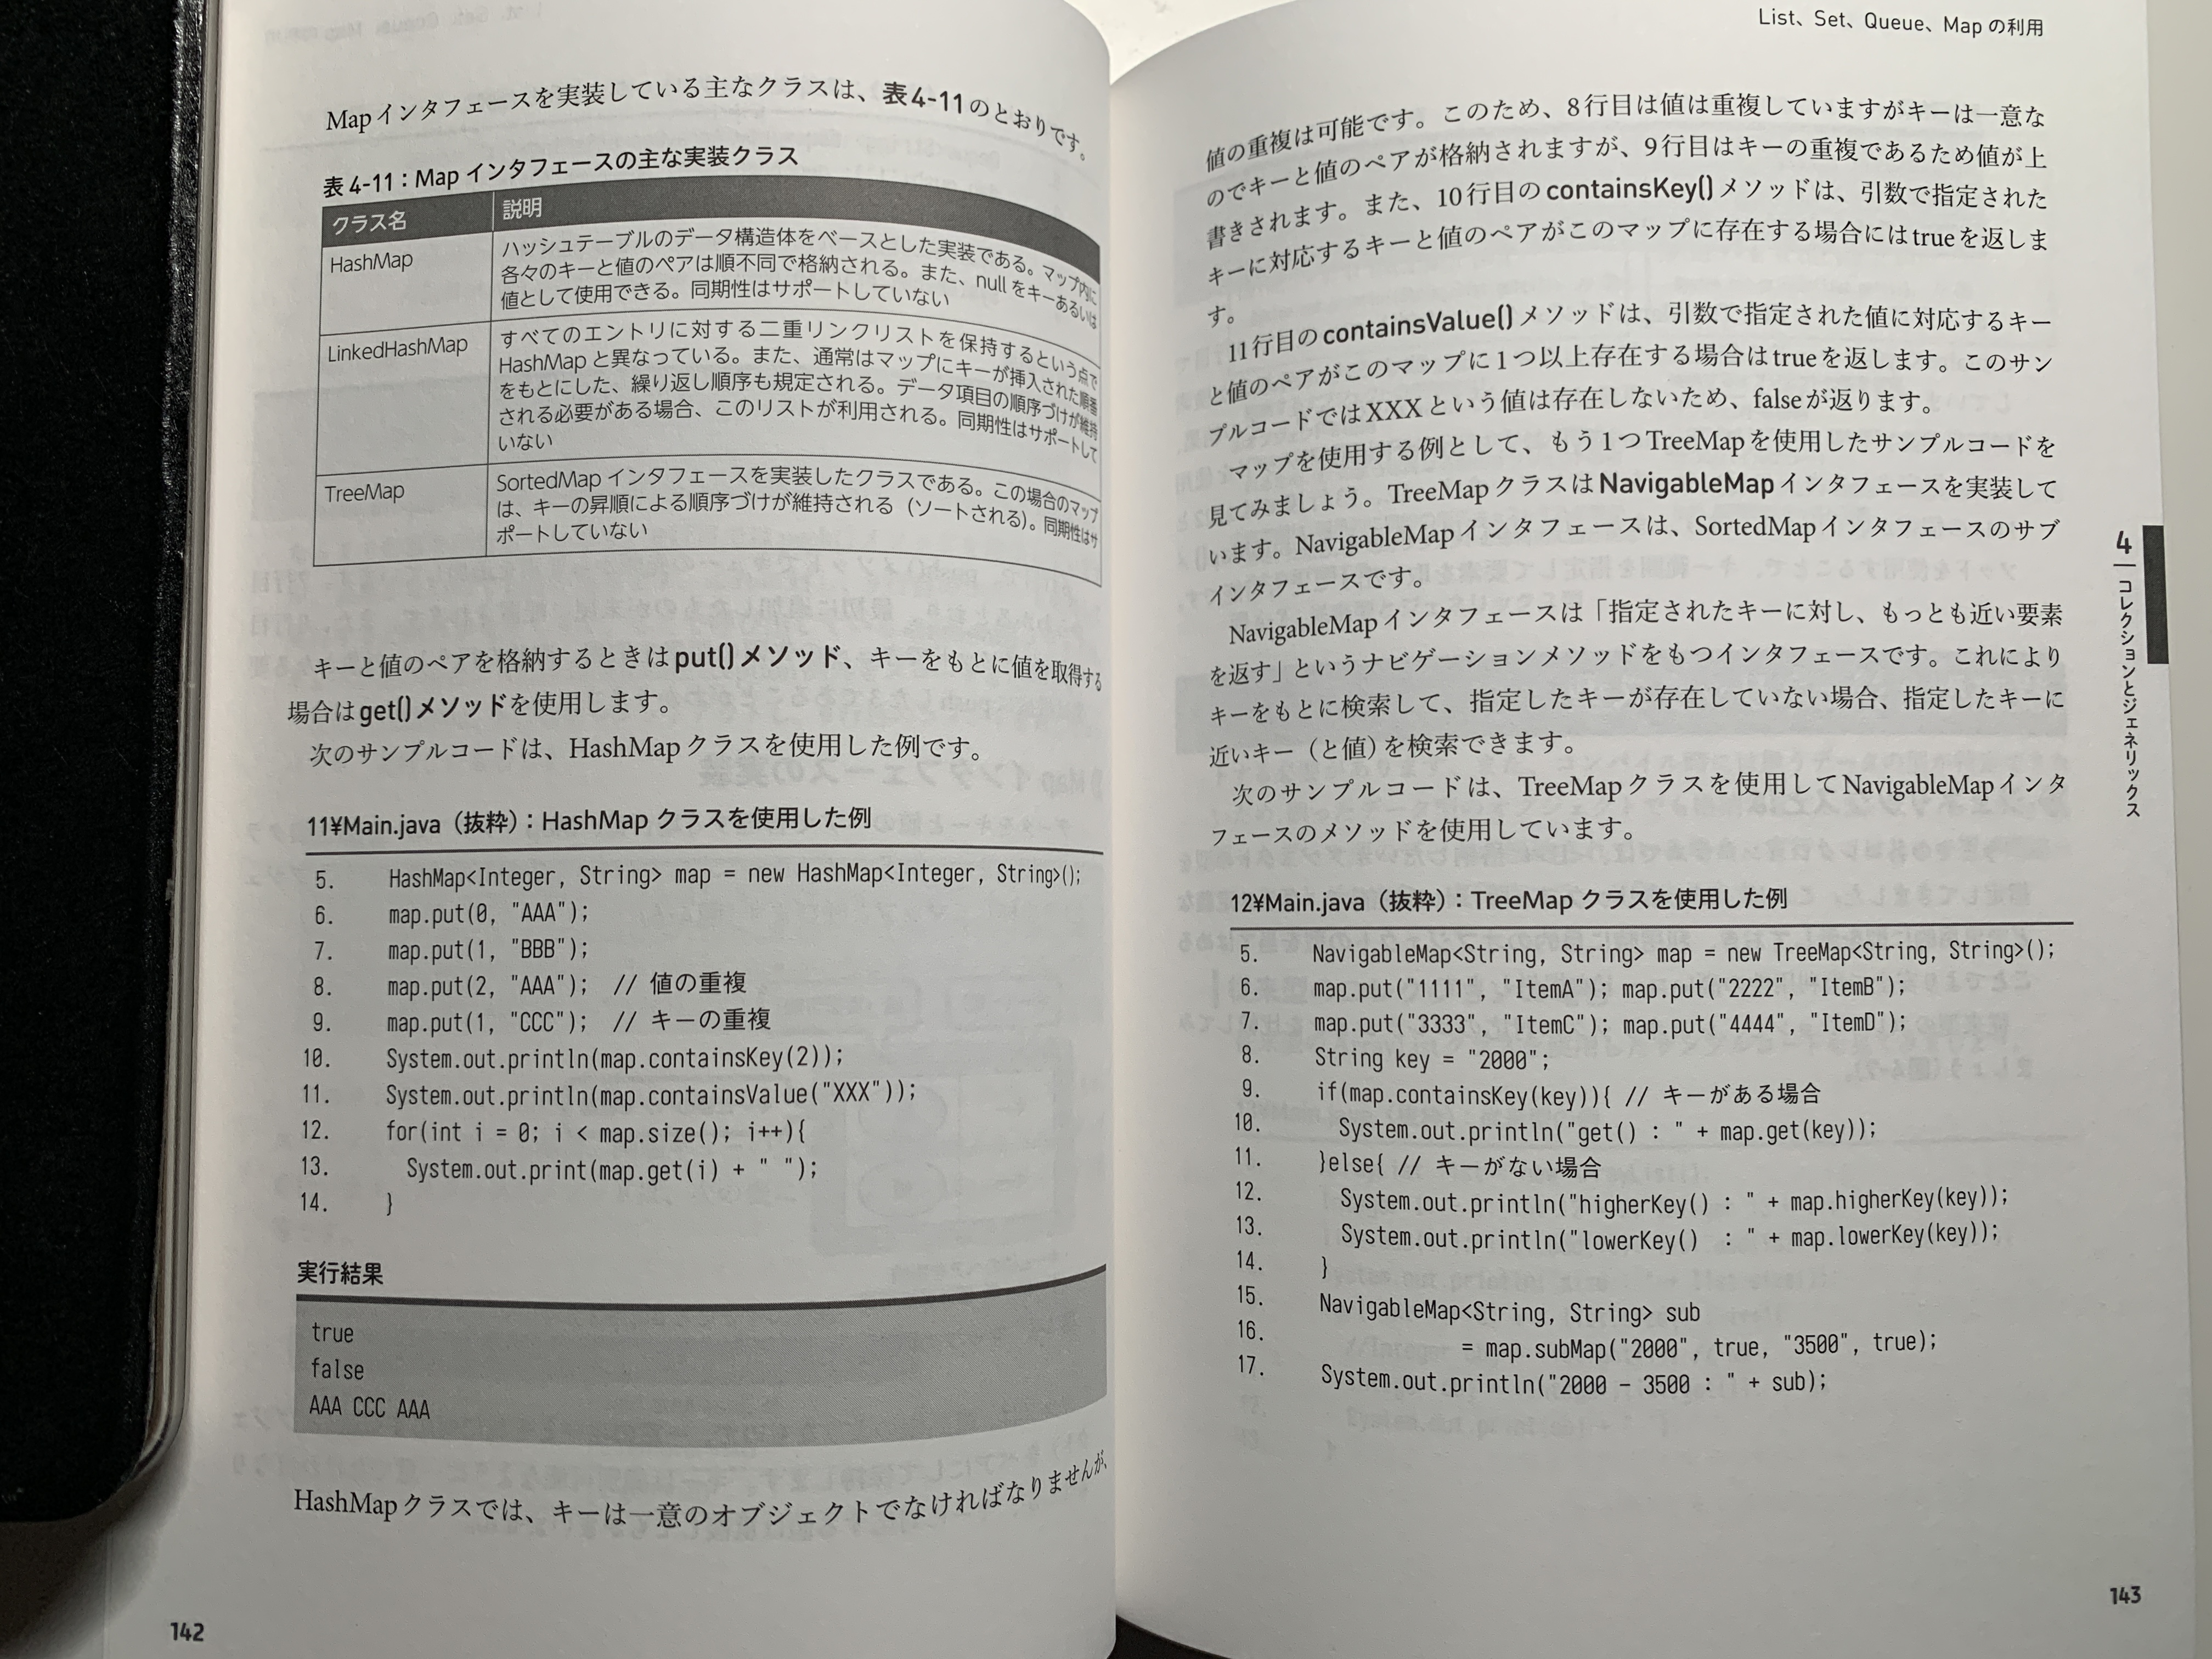 Mapインタフェースを実装している主なクラスは、表4-11のとおりです。
表4-11：Map インタフェースの主な実装クラス
クラス名
説明
HashMap
ハッシュテーブルのデータ構造体をベースとした実装である。マップ内に
各々のキーと値のペアは順不同で格納される。また、null をキーあるいは
値として使用できる。同期性はサポートしていない
LinkedHashMap
すべてのエントリに対する二重リンクリストを保持するという点で
HashMap と異なっている。また、通常はマップにキーが挿入された順番
をもとにした、繰り返し順序も規定される。データ項目の順序づけが維持
される必要がある場合、このリストが利用される。同期性はサポートして
いない
TreeMap
SortedMap インタフェースを実装したクラスである。この場合のマップ
は、キーの昇順による順序づけが維持される（ソートされる）。同期性はサ
ポートしていない
キーと値のペアを格納するときはput()メソッド、キーをもとに値を取得する
場合はget()メソッドを使用します。
次のサンプルコードは、HashMapクラスを使用した例です。
11¥Main.java（抜粋）：HashMap クラスを使用した例
5. HashMap<Integer, String> map = new HashMap<Integer, String>();
6. map.put(0, "AAA");
7. map.put(1, "BBB");
8. map.put(2, "AAA"); // 値の重複
9. map.put(1, "CCC"); // キーの重複
10. System.out.println(map.containsKey(2));
11. System.out.println(map.containsValue("XXX"));
12. for(int i = 0; i < map.size(); i++){
13. System.out.print(map.get(i) + " ");
14. }
実行結果
true
false
AAA CCC AAA
HashMapクラスでは、キーは一意のオブジェクトでなければなりませんが、
142
List、Set、Queue、Map の利用
値の重複は可能です。このため、8行目は値は重複していますがキーは一意な
のでキーと値のペアが格納されますが、9行目はキーの重複であるため値が上
書きされます。また、10行目のcontainsKey()メソッドは、引数で指定された
キーに対応するキーと値のペアがこのマップに存在する場合にはtrueを返しま
す。
11行目のcontainsValue()メソッドは、引数で指定された値に対応するキー
と値のペアがこのマップに1つ以上存在する場合はtrueを返します。このサン
プルコードではXXXという値は存在しないため、falseが返ります。
マップを使用する例として、もう1つTreeMapを使用したサンプルコードを
見てみましょう。TreeMapクラスはNavigableMapインタフェースを実装して
います。NavigableMapインタフェースは、SortedMapインタフェースのサブ
インタフェースです。
NavigableMapインタフェースは「指定されたキーに対し、もっとも近い要素
を返す」というナビゲーションメソッドをもつインタフェースです。これにより
キーをもとに検索して、指定したキーが存在していない場合、指定したキーに
近いキー（と値）を検索できます。
次のサンプルコードは、TreeMapクラスを使用してNavigableMapインタ
フェースのメソッドを使用しています。
12¥Main.java（抜粋）：TreeMap クラスを使用した例
5. NavigableMap<String, String> map = new TreeMap<String, String>();
6. map.put("1111", "ItemA"); map.put("2222", "ItemB");
7. map.put("3333", "ItemC"); map.put("4444", "ItemD");
8. String key = "2000";
9. if(map.containsKey(key)){ // キーがある場合
10. System.out.println("get() : " + map.get(key));
11. }else{ // キーがない場合
12. System.out.println("higherKey() : " + map.higherKey(key));
13. System.out.println("lowerKey() : " + map.lowerKey(key));
14. }
15. NavigableMap<String, String> sub
16. = map.subMap("2000", true, "3500", true);
17. System.out.println("2000 – 3500 : " + sub);
4
コレクションとジェネリックス
143